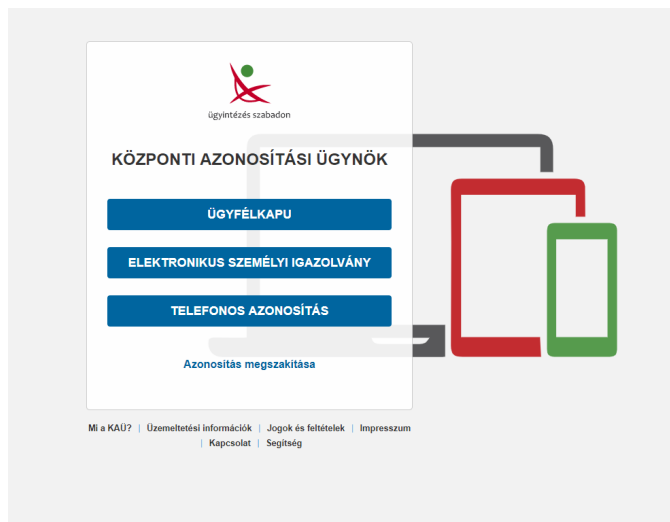 ügyintézés szabadon
KÖZPONTI AZONOSÍTÁSI ÜGYNÖK
ÜGYFÉLKAPU
ELEKTRONIKUS SZEMÉLYI IGAZOLVÁNY
TELEFONOS AZONOSÍTÁS
Azonosítás megszakítása
Mi a KAÜ? | Üzemeltetési információk | Jogok és feltételek | Impresszum
| Kapcsolat | Segítség